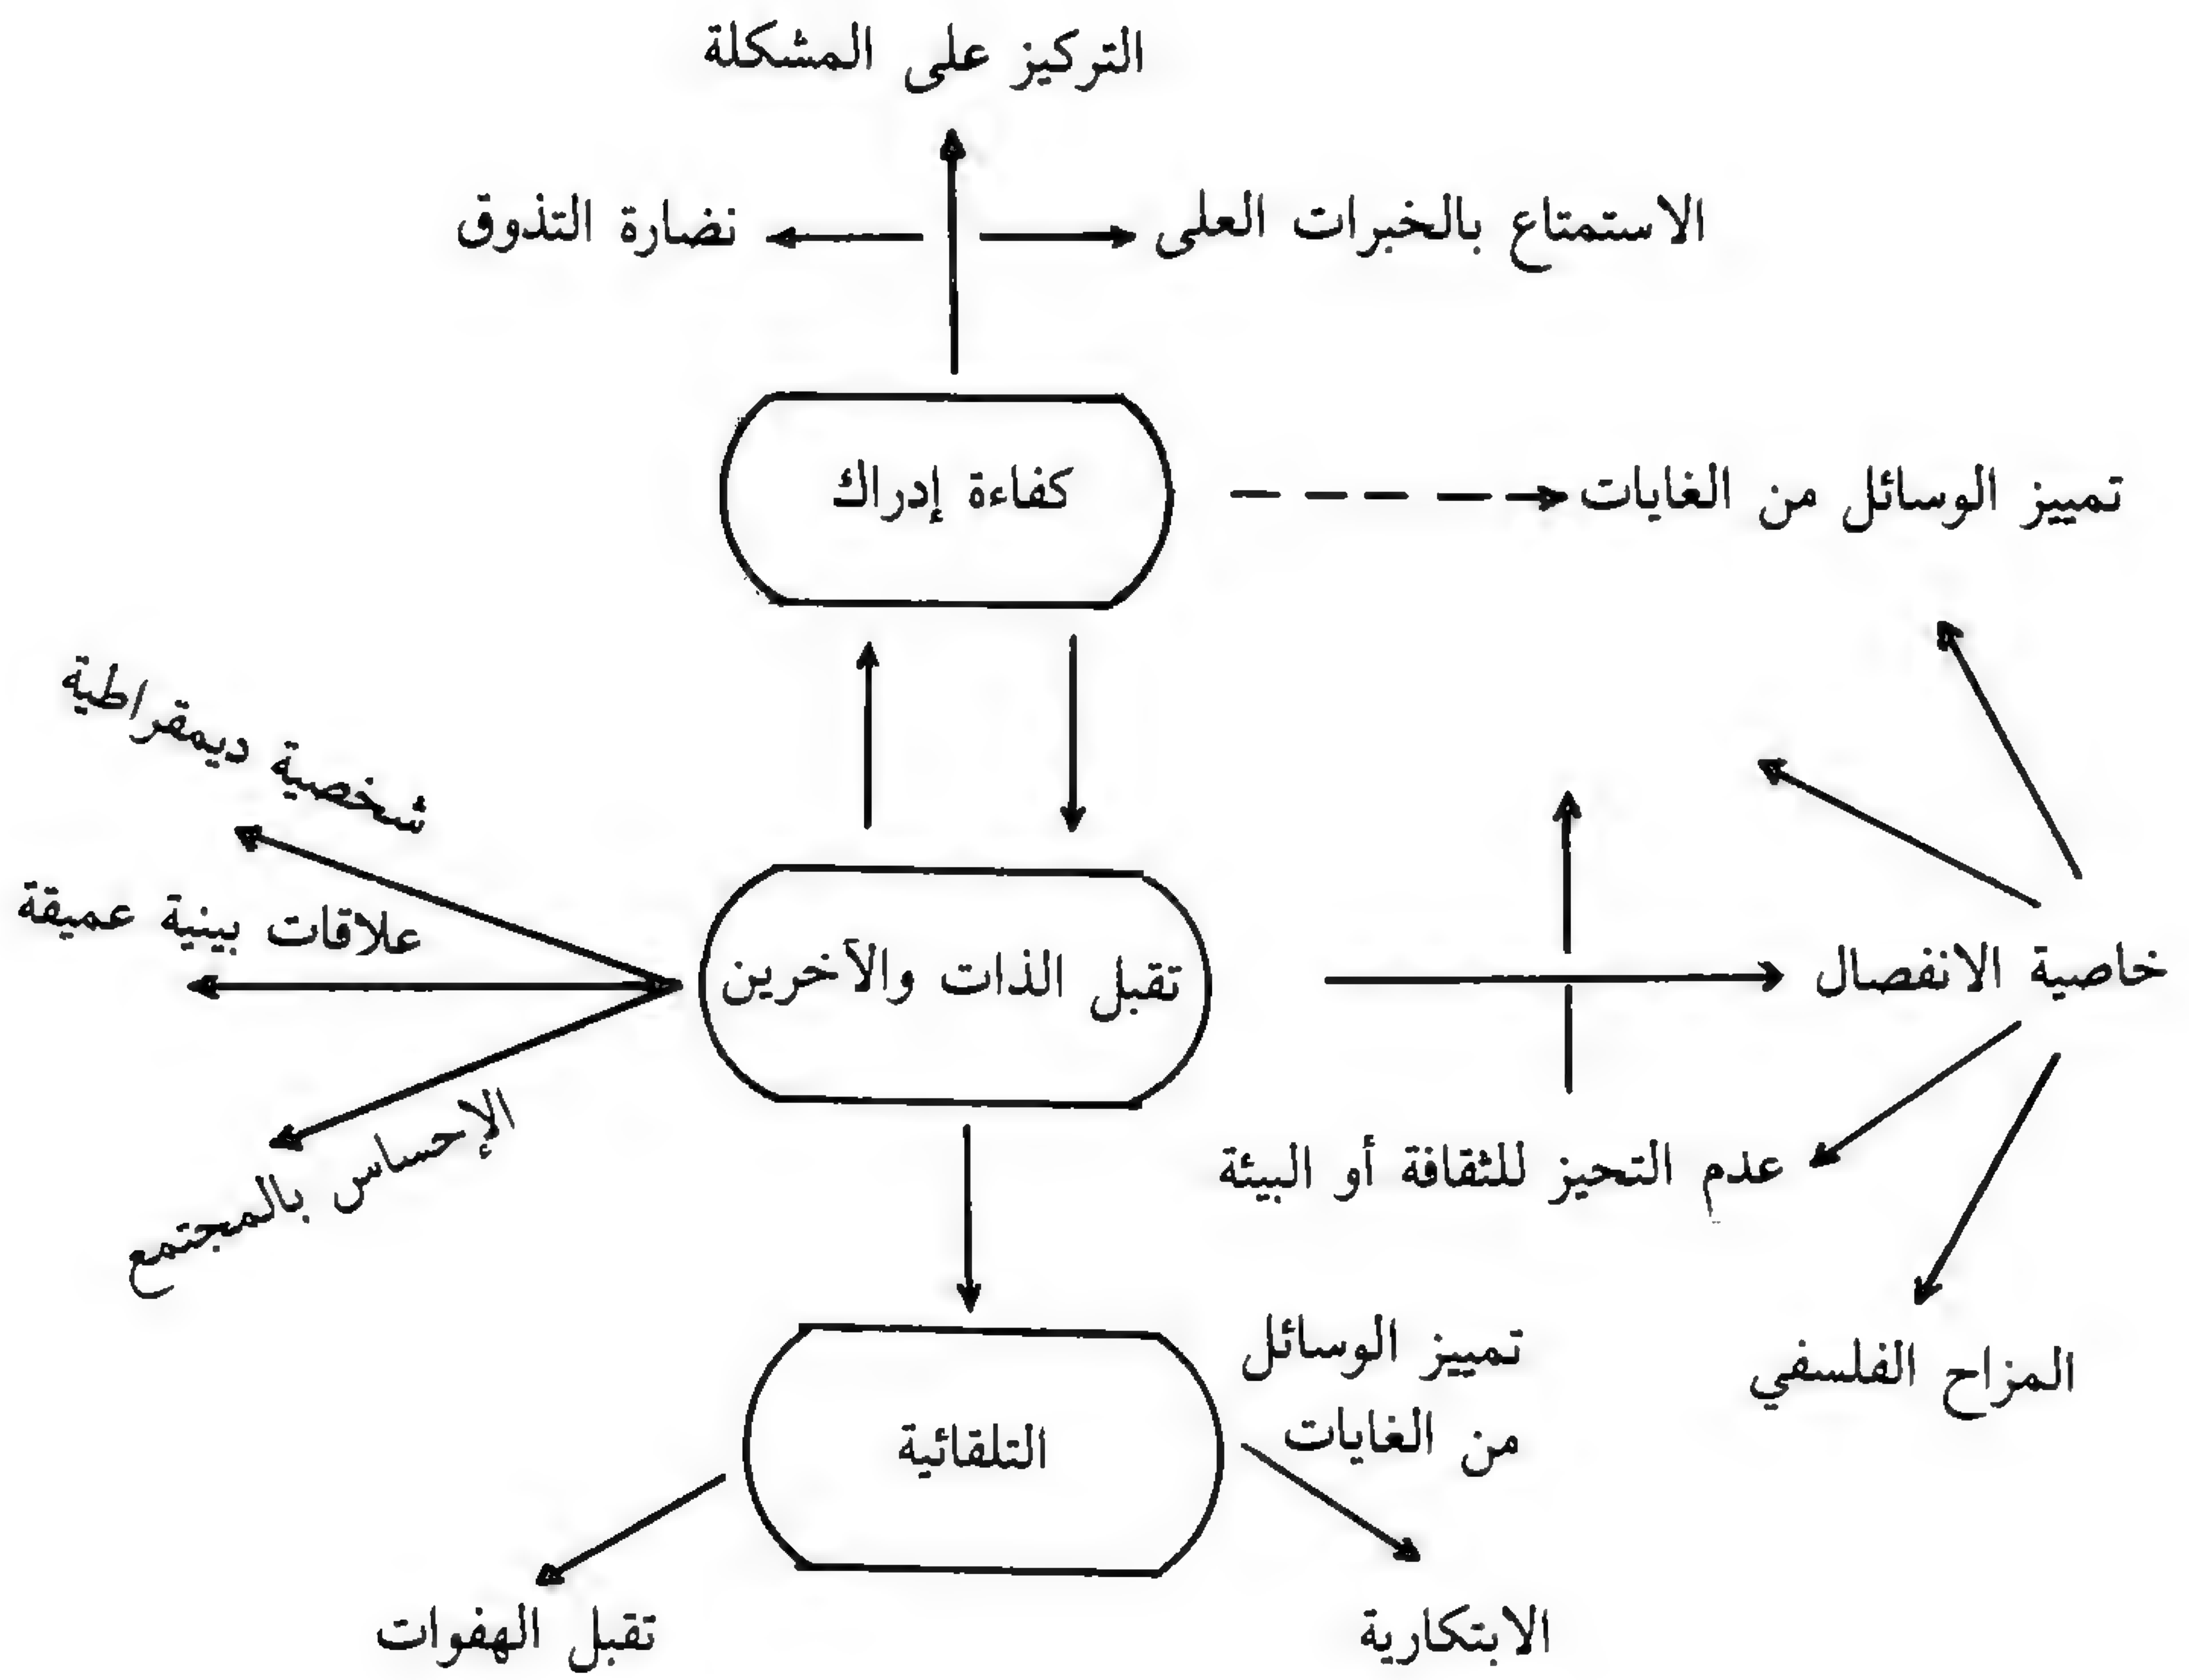 التركيز على المشكلة
الاستمتاع بالخبرات العلى
نضارة التذوق
كفاءة إدراك
تمييز الوسائل من الغايات
شخصية ديمقراطية
علاقات بينية عميقة
تقبل الذات والآخرين
خاصية الانفصال
الإحساس بالمجتمع
عدم التحيز للثقافة أو البيئة
المزاح الفلسفي
تمييز الوسائل
من الغايات
التلقائية
الابتكارية
تقبل الهفوات